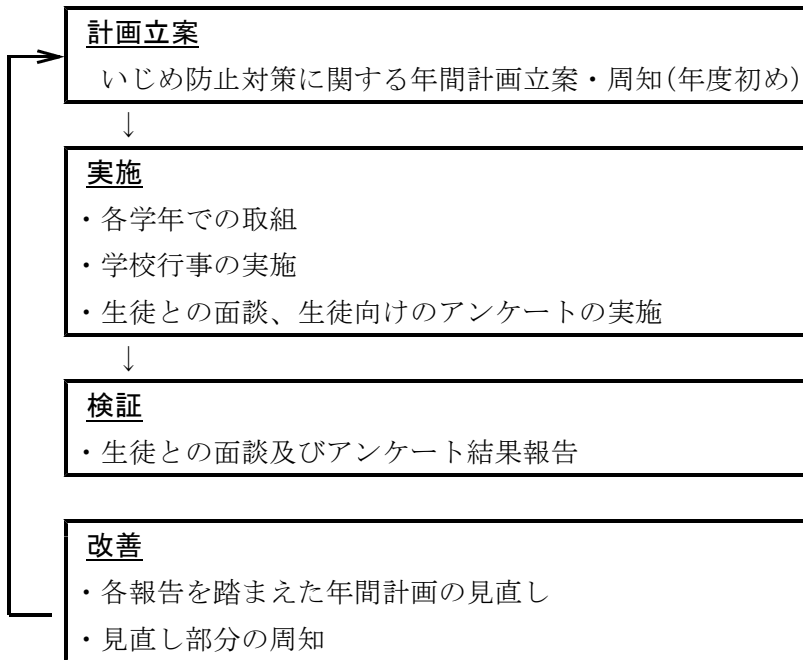 計画立案
いじめ防止対策に関する年間計画立案・周知(年度初め)
↓
実施
・各学年での取組
・学校行事の実施
・生徒との面談、生徒向けのアンケートの実施
↓
検証
・生徒との面談及びアンケート結果報告
改善
・各報告を踏まえた年間計画の見直し
・見直し部分の周知